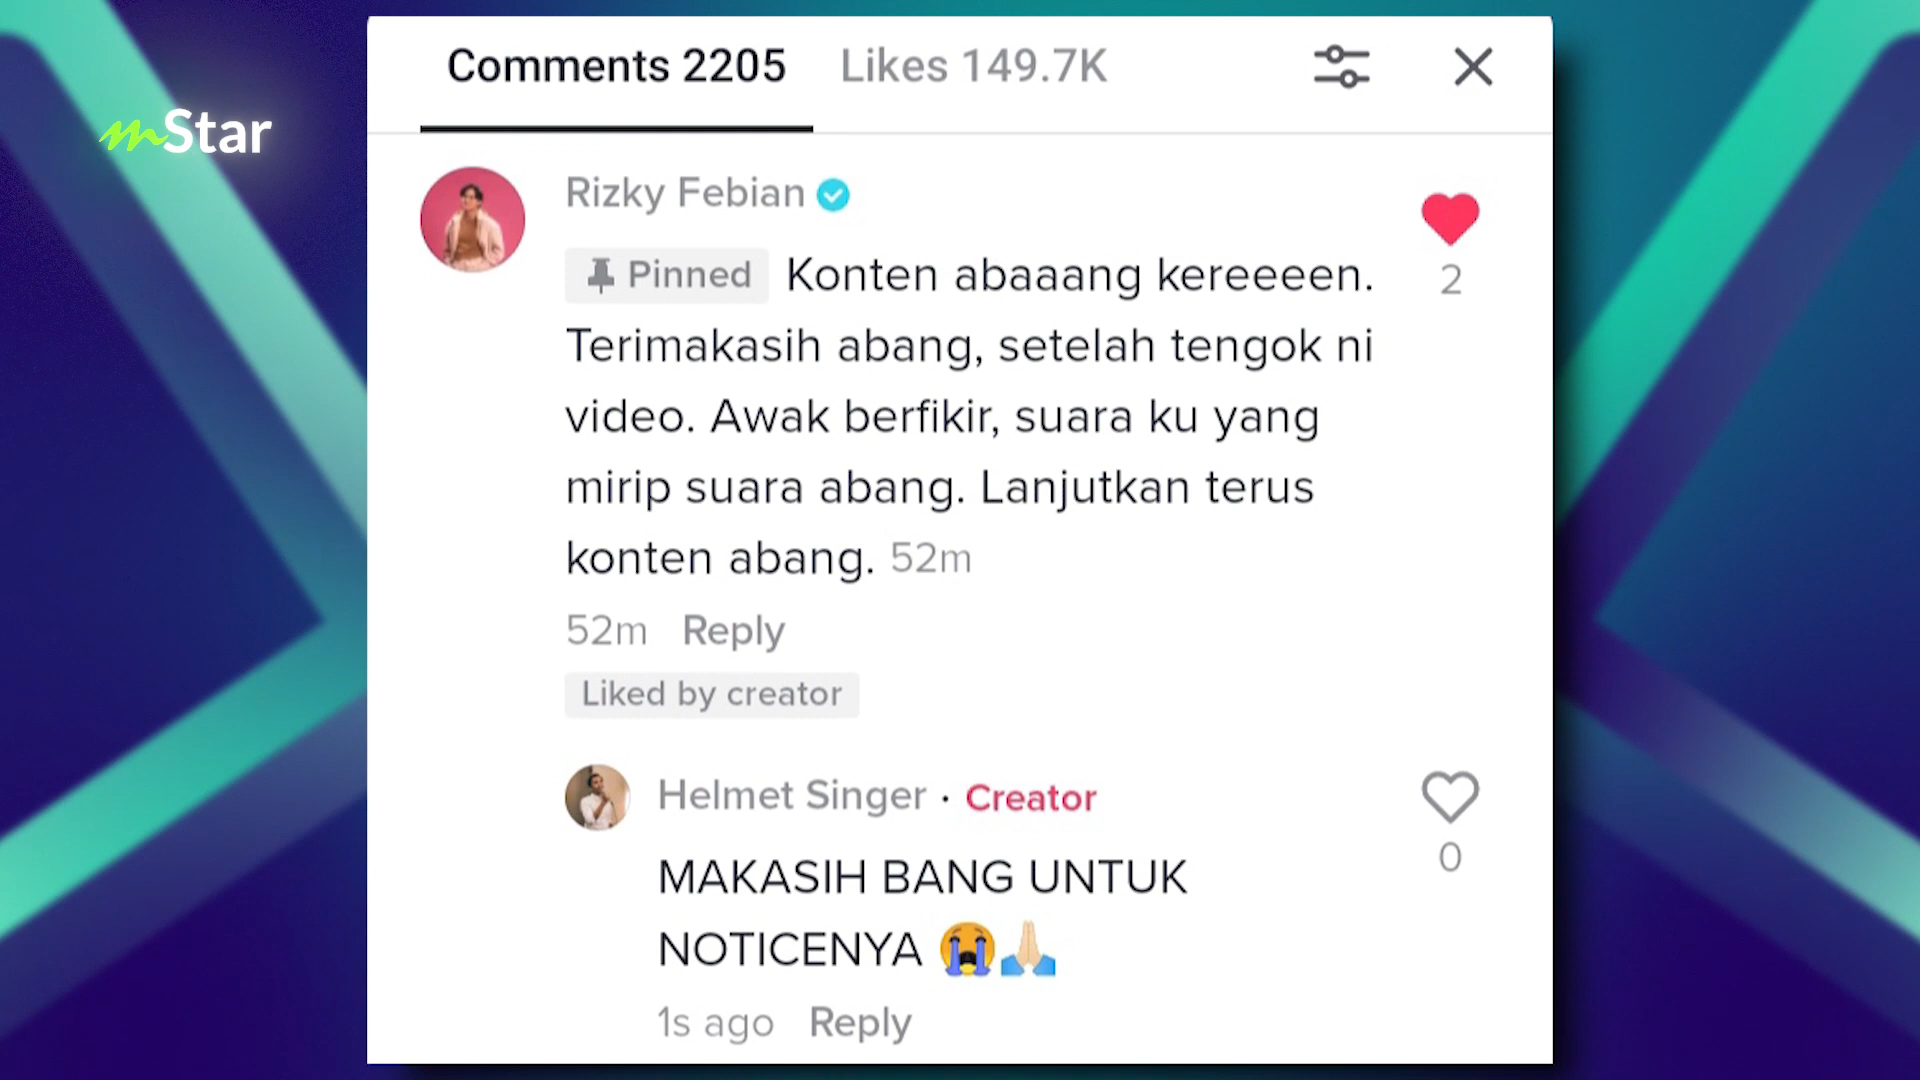 mStar
Comments 2205 Likes 149.7K
Rizky Febian
Pinned Konten abaaang kereeeen.
Terimakasih abang, setelah tengok ni
video. Awak berfikir, suara ku yang
mirip suara abang. Lanjutkan terus
konten abang. 52m
52m Reply
Liked by creator
2
Helmet Singer · Creator
MAKASIH BANG UNTUK
NOTICENYA 😭🙏🏻
1s ago Reply
0